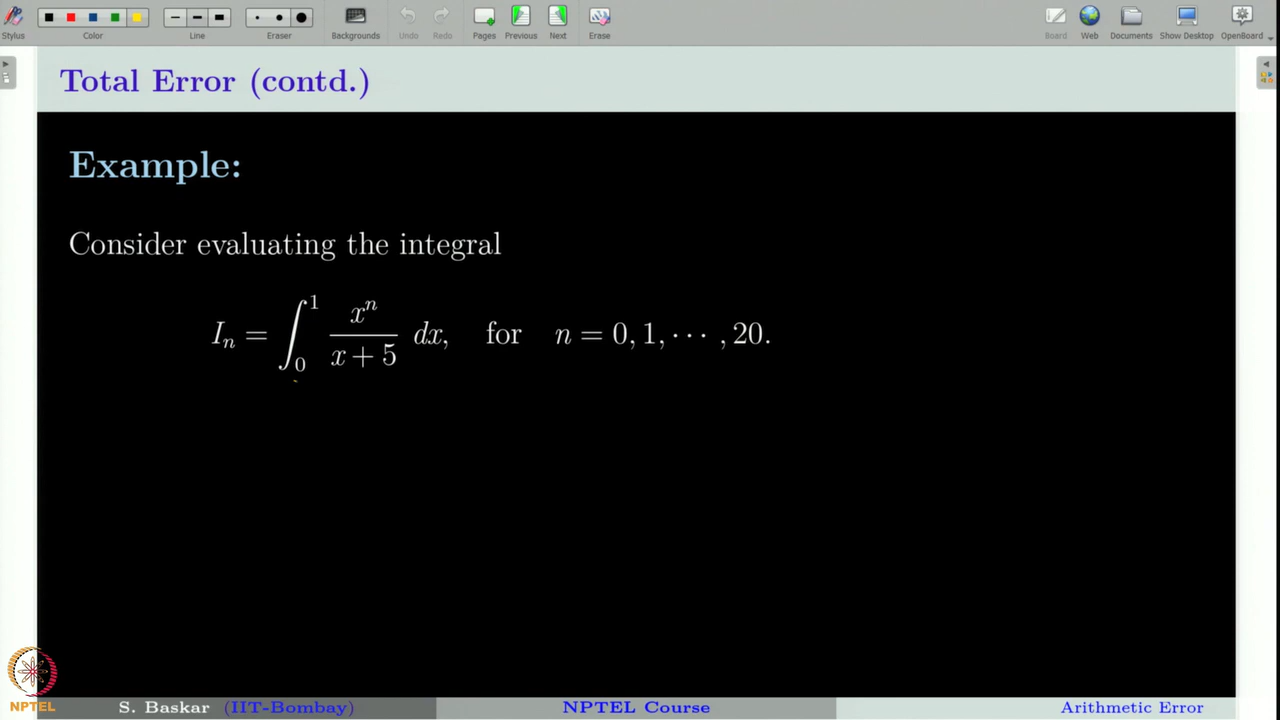 Stylus Color Line Eraser Backgrounds Undo Redo Pages Previous Next Erase Board Web Documents Show Desktop OpenBoard
Total Error (contd.)
Example:
Consider evaluating the integral
I_n = ∫_0^1 x^n / (x + 5) dx, for n = 0, 1, ⋯ , 20.
NPTEL
S. Baskar (IIT-Bombay) NPTEL Course Arithmetic Error